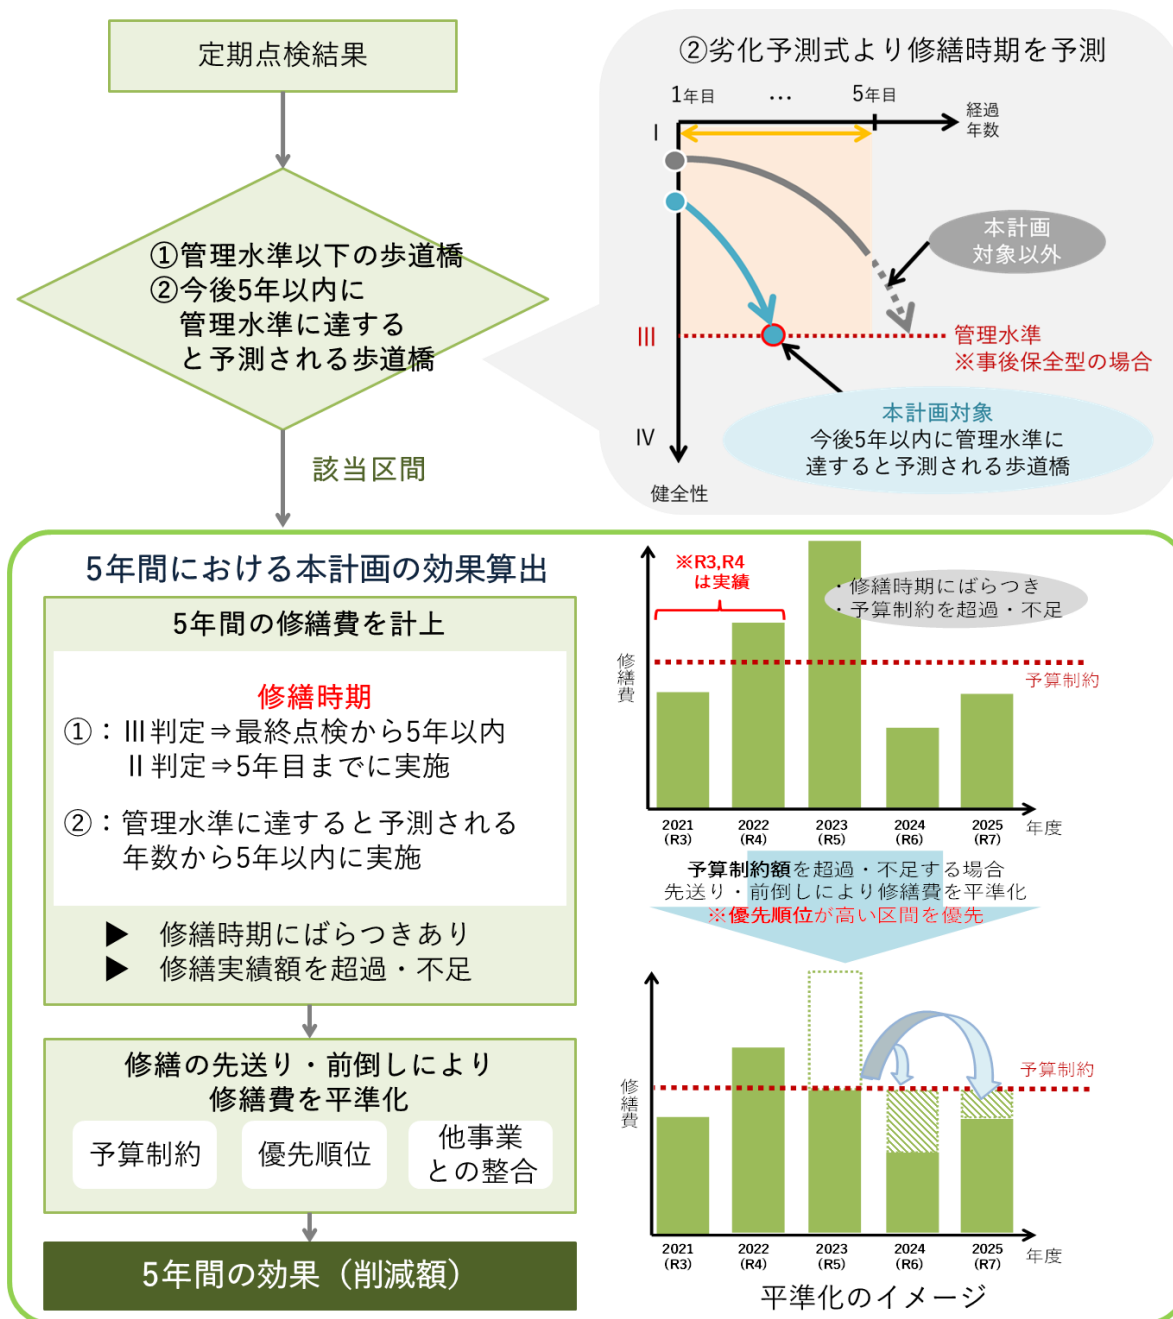 定期点検結果
①管理水準以下の歩道橋
②今後5年以内に
管理水準に達する
と予測される歩道橋
該当区間
②劣化予測式より修繕時期を予測
1年目
…
5年目
経過
年数
I
III
IV
健全性
本計画
対象以外
管理水準
※事後保全型の場合
本計画対象
今後5年以内に管理水準に
達すると予測される歩道橋
5年間における本計画の効果算出
5年間の修繕費を計上
修繕時期
①：III判定⇒最終点検から5年以内
II判定⇒5年目までに実施
②：管理水準に達すると予測される
年数から5年以内に実施
▶ 修繕時期にばらつきあり
▶ 修繕実績額を超過・不足
修繕の先送り・前倒しにより
修繕費を平準化
予算制約
優先順位
他事業
との整合
5年間の効果（削減額）
※R3,R4
は実績
・修繕時期にばらつき
・予算制約を超過・不足
修繕費
予算制約
2021
(R3)
2022
(R4)
2023
(R5)
2024
(R6)
2025
(R7)
年度
予算制約額を超過・不足する場合
先送り・前倒しにより修繕費を平準化
※優先順位が高い区間を優先
修繕費
予算制約
2021
(R3)
2022
(R4)
2023
(R5)
2024
(R6)
2025
(R7)
年度
平準化のイメージ